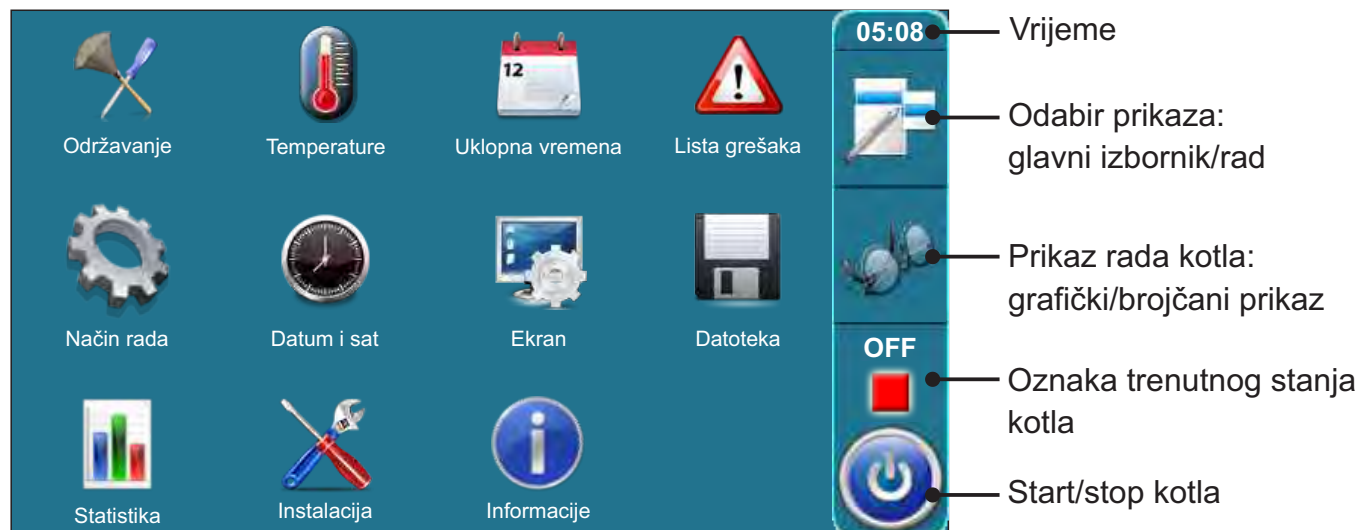 05:08
Vrijeme
12
Održavanje
Temperature
Uklopna vremena
Lista grešaka
Odabir prikaza:
glavni izbornik/rad
Način rada
Datum i sat
Ekran
Datoteka
Prikaz rada kotla:
grafički/brojčani prikaz
OFF
Oznaka trenutnog stanja
kotla
Statistika
Instalacija
Informacije
Start/stop kotla